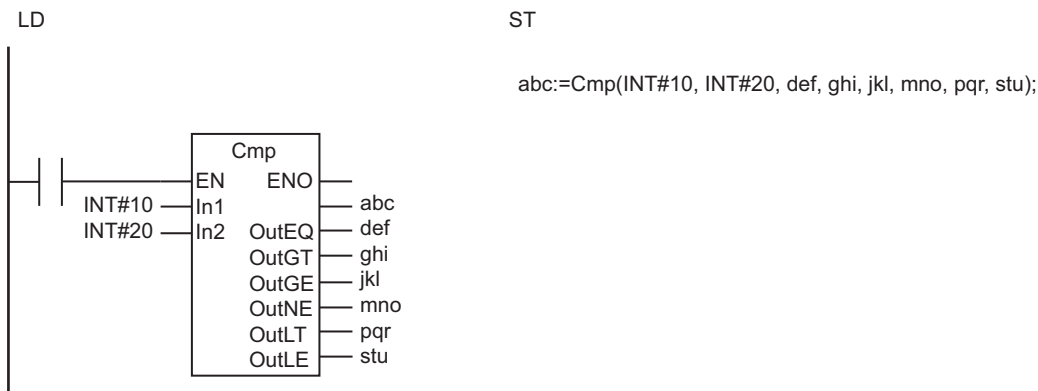 LD ST
abc:=Cmp(INT#10, INT#20, def, ghi, jkl, mno, pqr, stu);
Cmp
EN ENO
INT#10 In1 abc
INT#20 In2 OutEQ def
OutGT ghi
OutGE jkl
OutNE mno
OutLT pqr
OutLE stu